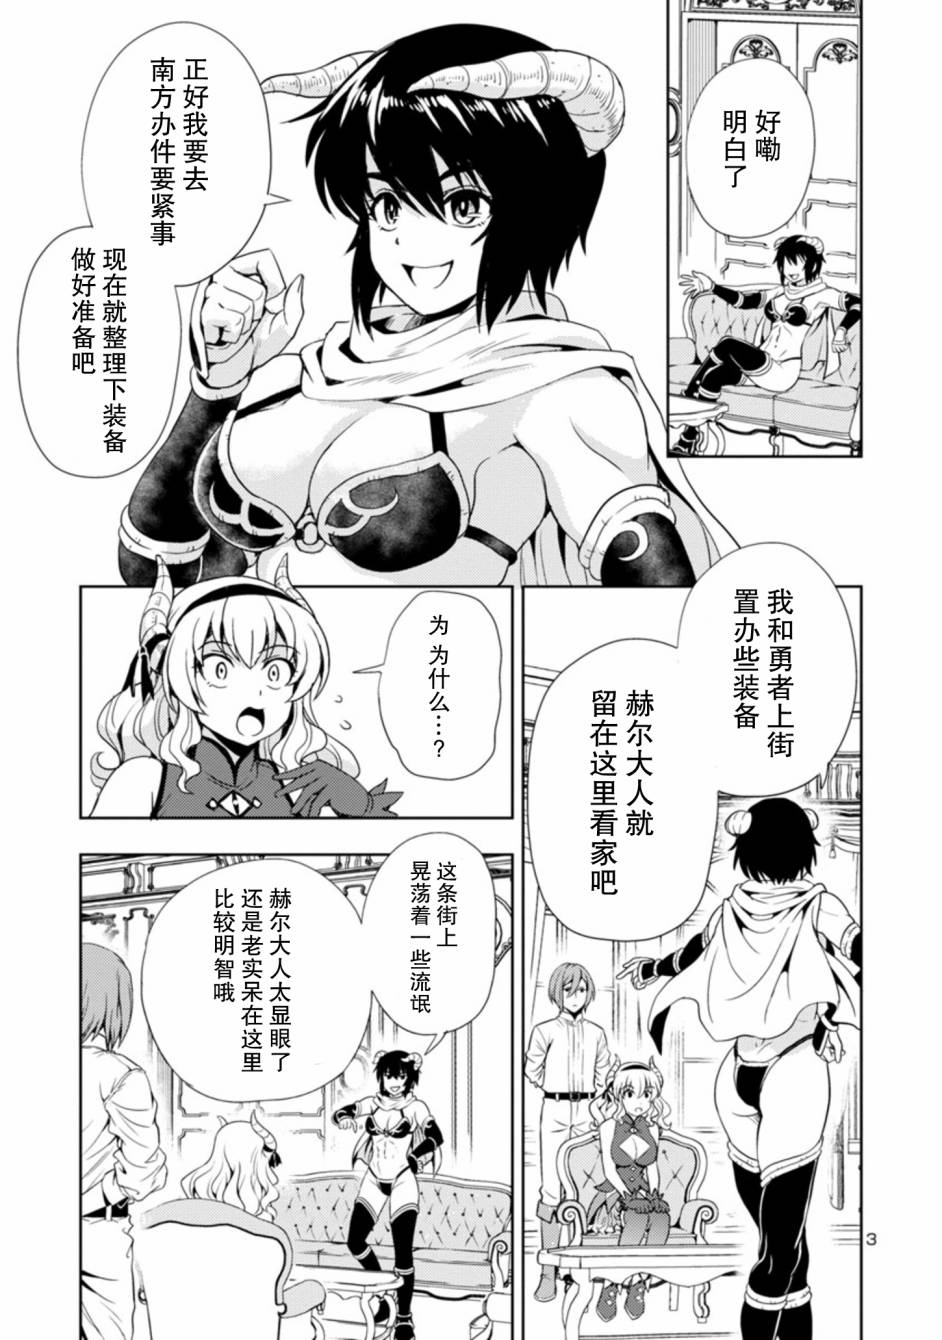 好嘞
明白了
正好我要去
南方办件要紧事
现在就整理下装备
做好准备吧
我和勇者上街
置办些装备
赫尔大人就
留在这里看家吧
为 为什么…?
这条街上
晃荡着一些流氓
赫尔大人太显眼了
还是老实呆在这里
比较明智哦
3